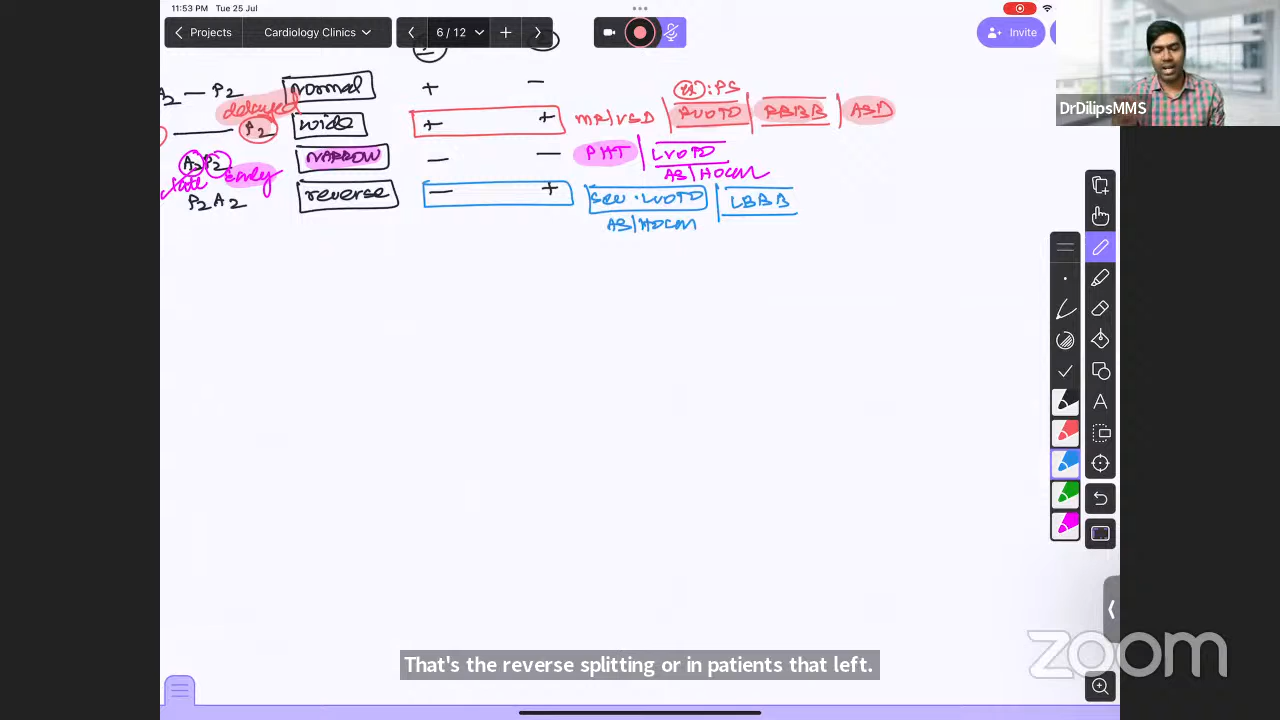 11:53 PM Tue 25 Jul
Projects Cardiology Clinics 6 / 12 Invite
DrDilipsMMS
A2 — P2 normal + −
(x) : PS
delayed
P2 wide + + MR/VSD | RVOTO | RBBB | ASD
A2 P2 NARROW − − PHT | LVOTO
late early AS/HOCM
P2 A2 reverse − + Sev. LVOTO | LBBB
AS/HOCM
zoom
That's the reverse splitting or in patients that left.